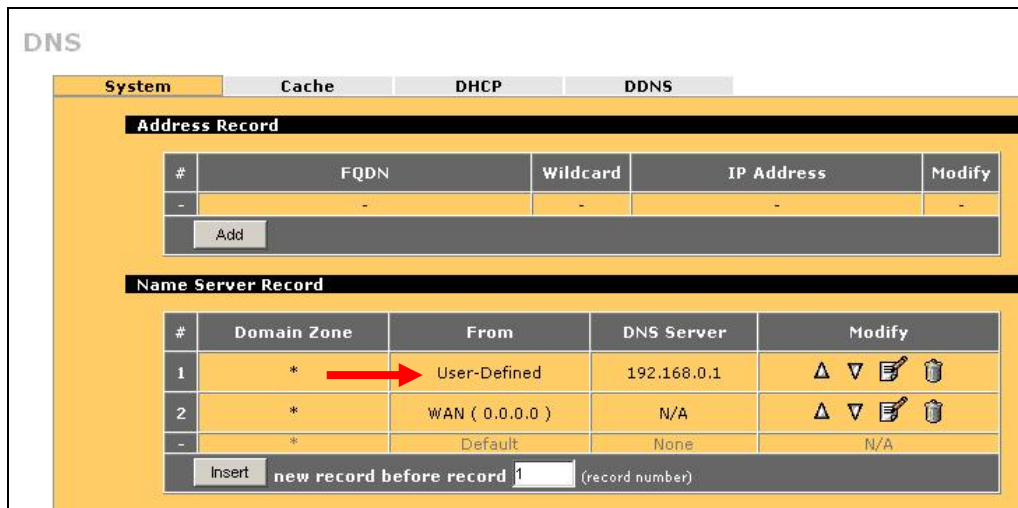 DNS
System Cache DHCP DDNS
Address Record
# FQDN Wildcard IP Address Modify
- - - - -
Add
Name Server Record
# Domain Zone From DNS Server Modify
1 * User-Defined 192.168.0.1
2 * WAN ( 0.0.0.0 ) N/A
- * Default None N/A
Insert new record before record 1 (record number)